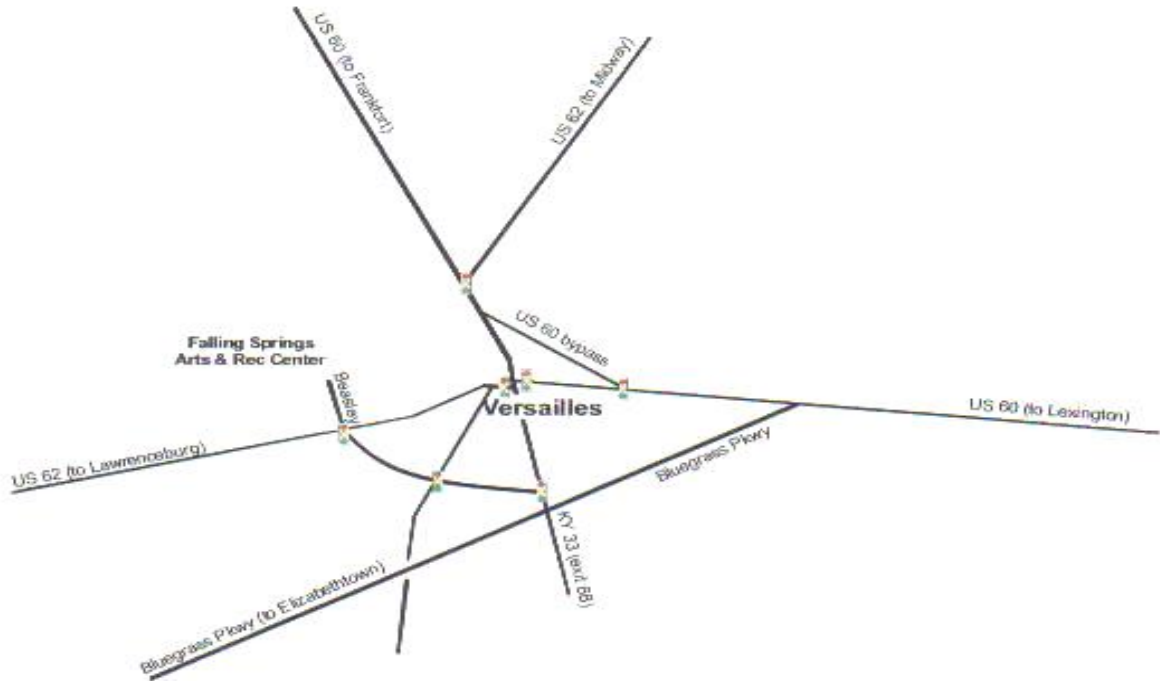 US 60 (to Frankfort)
US 62 (to Midway)
US 60 bypass
Falling Springs
Arts & Rec Center
Beasley
Versailles
US 60 (to Lexington)
US 62 (to Lawrenceburg)
Bluegrass Pkwy
KY 33 (exit 68)
Bluegrass Pkwy (to Elizabethtown)